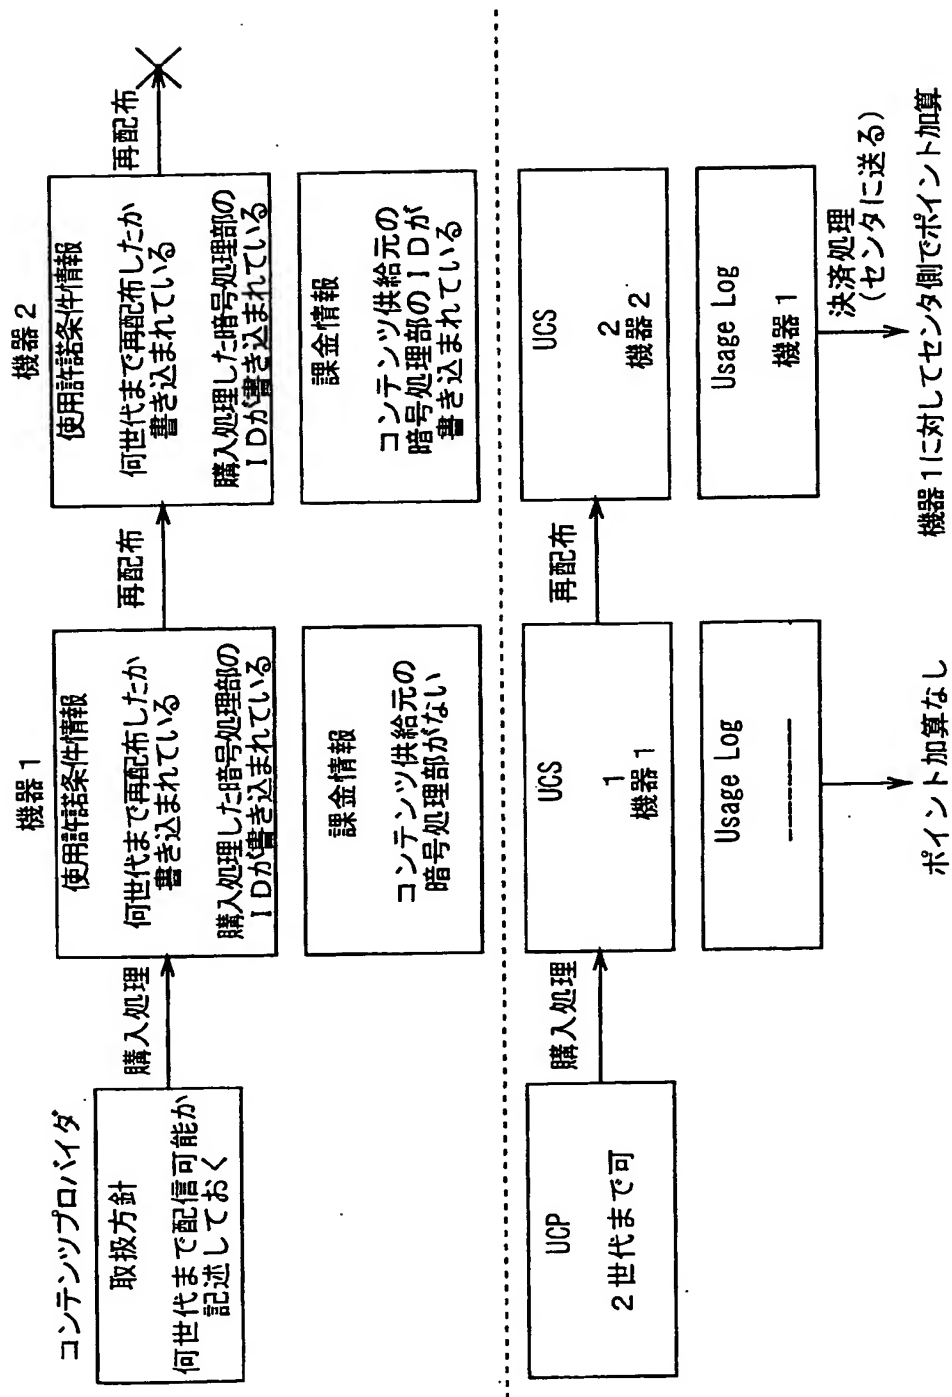 コンテンツプロバイダ
取扱方針
何世代まで配信可能か
記述しておく
購入処理
機器1
使用許諾条件情報
何世代まで再配布したか
書き込まれている
購入処理した暗号処理部の
IDが書き込まれている
課金情報
コンテンツ供給元の
暗号処理部がない
再配布
機器2
使用許諾条件情報
何世代まで再配布したか
書き込まれている
購入処理した暗号処理部の
IDが書き込まれている
課金情報
コンテンツ供給元の
暗号処理部のIDが
書き込まれている
再配布
UCP
2世代まで可
購入処理
UCS
1
機器1
Usage Log
--------
ポイント加算なし
再配布
UCS
2
機器2
Usage Log
機器1
決済処理
(センタに送る)
機器1に対してセンタ側でポイント加算